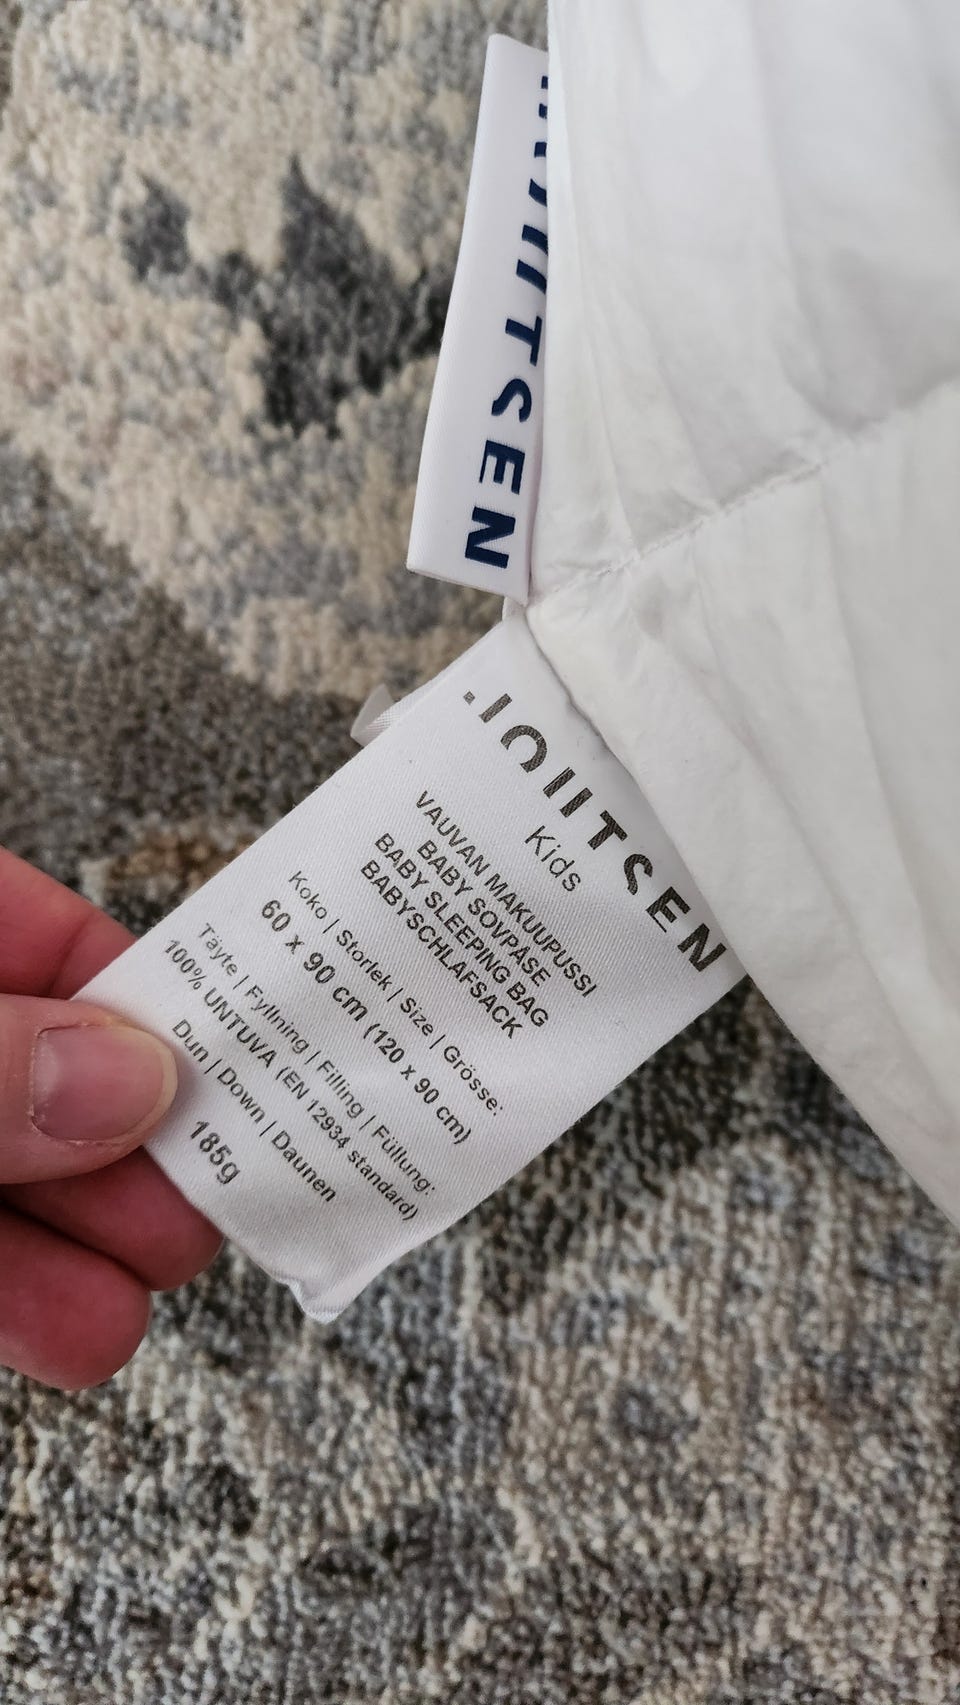 JOUTSEN
JOUTSEN
Kids
VAUVAN MAKUUPUSSI
BABY SOVPÅSE
BABY SLEEPING BAG
BABYSCHLAFSACK
Koko | Storlek | Size | Grösse:
60 x 90 cm (120 x 90 cm)
Täyte | Fyllning | Filling | Füllung:
100% UNTUVA (EN 12934 standard)
Dun | Down | Daunen
185g